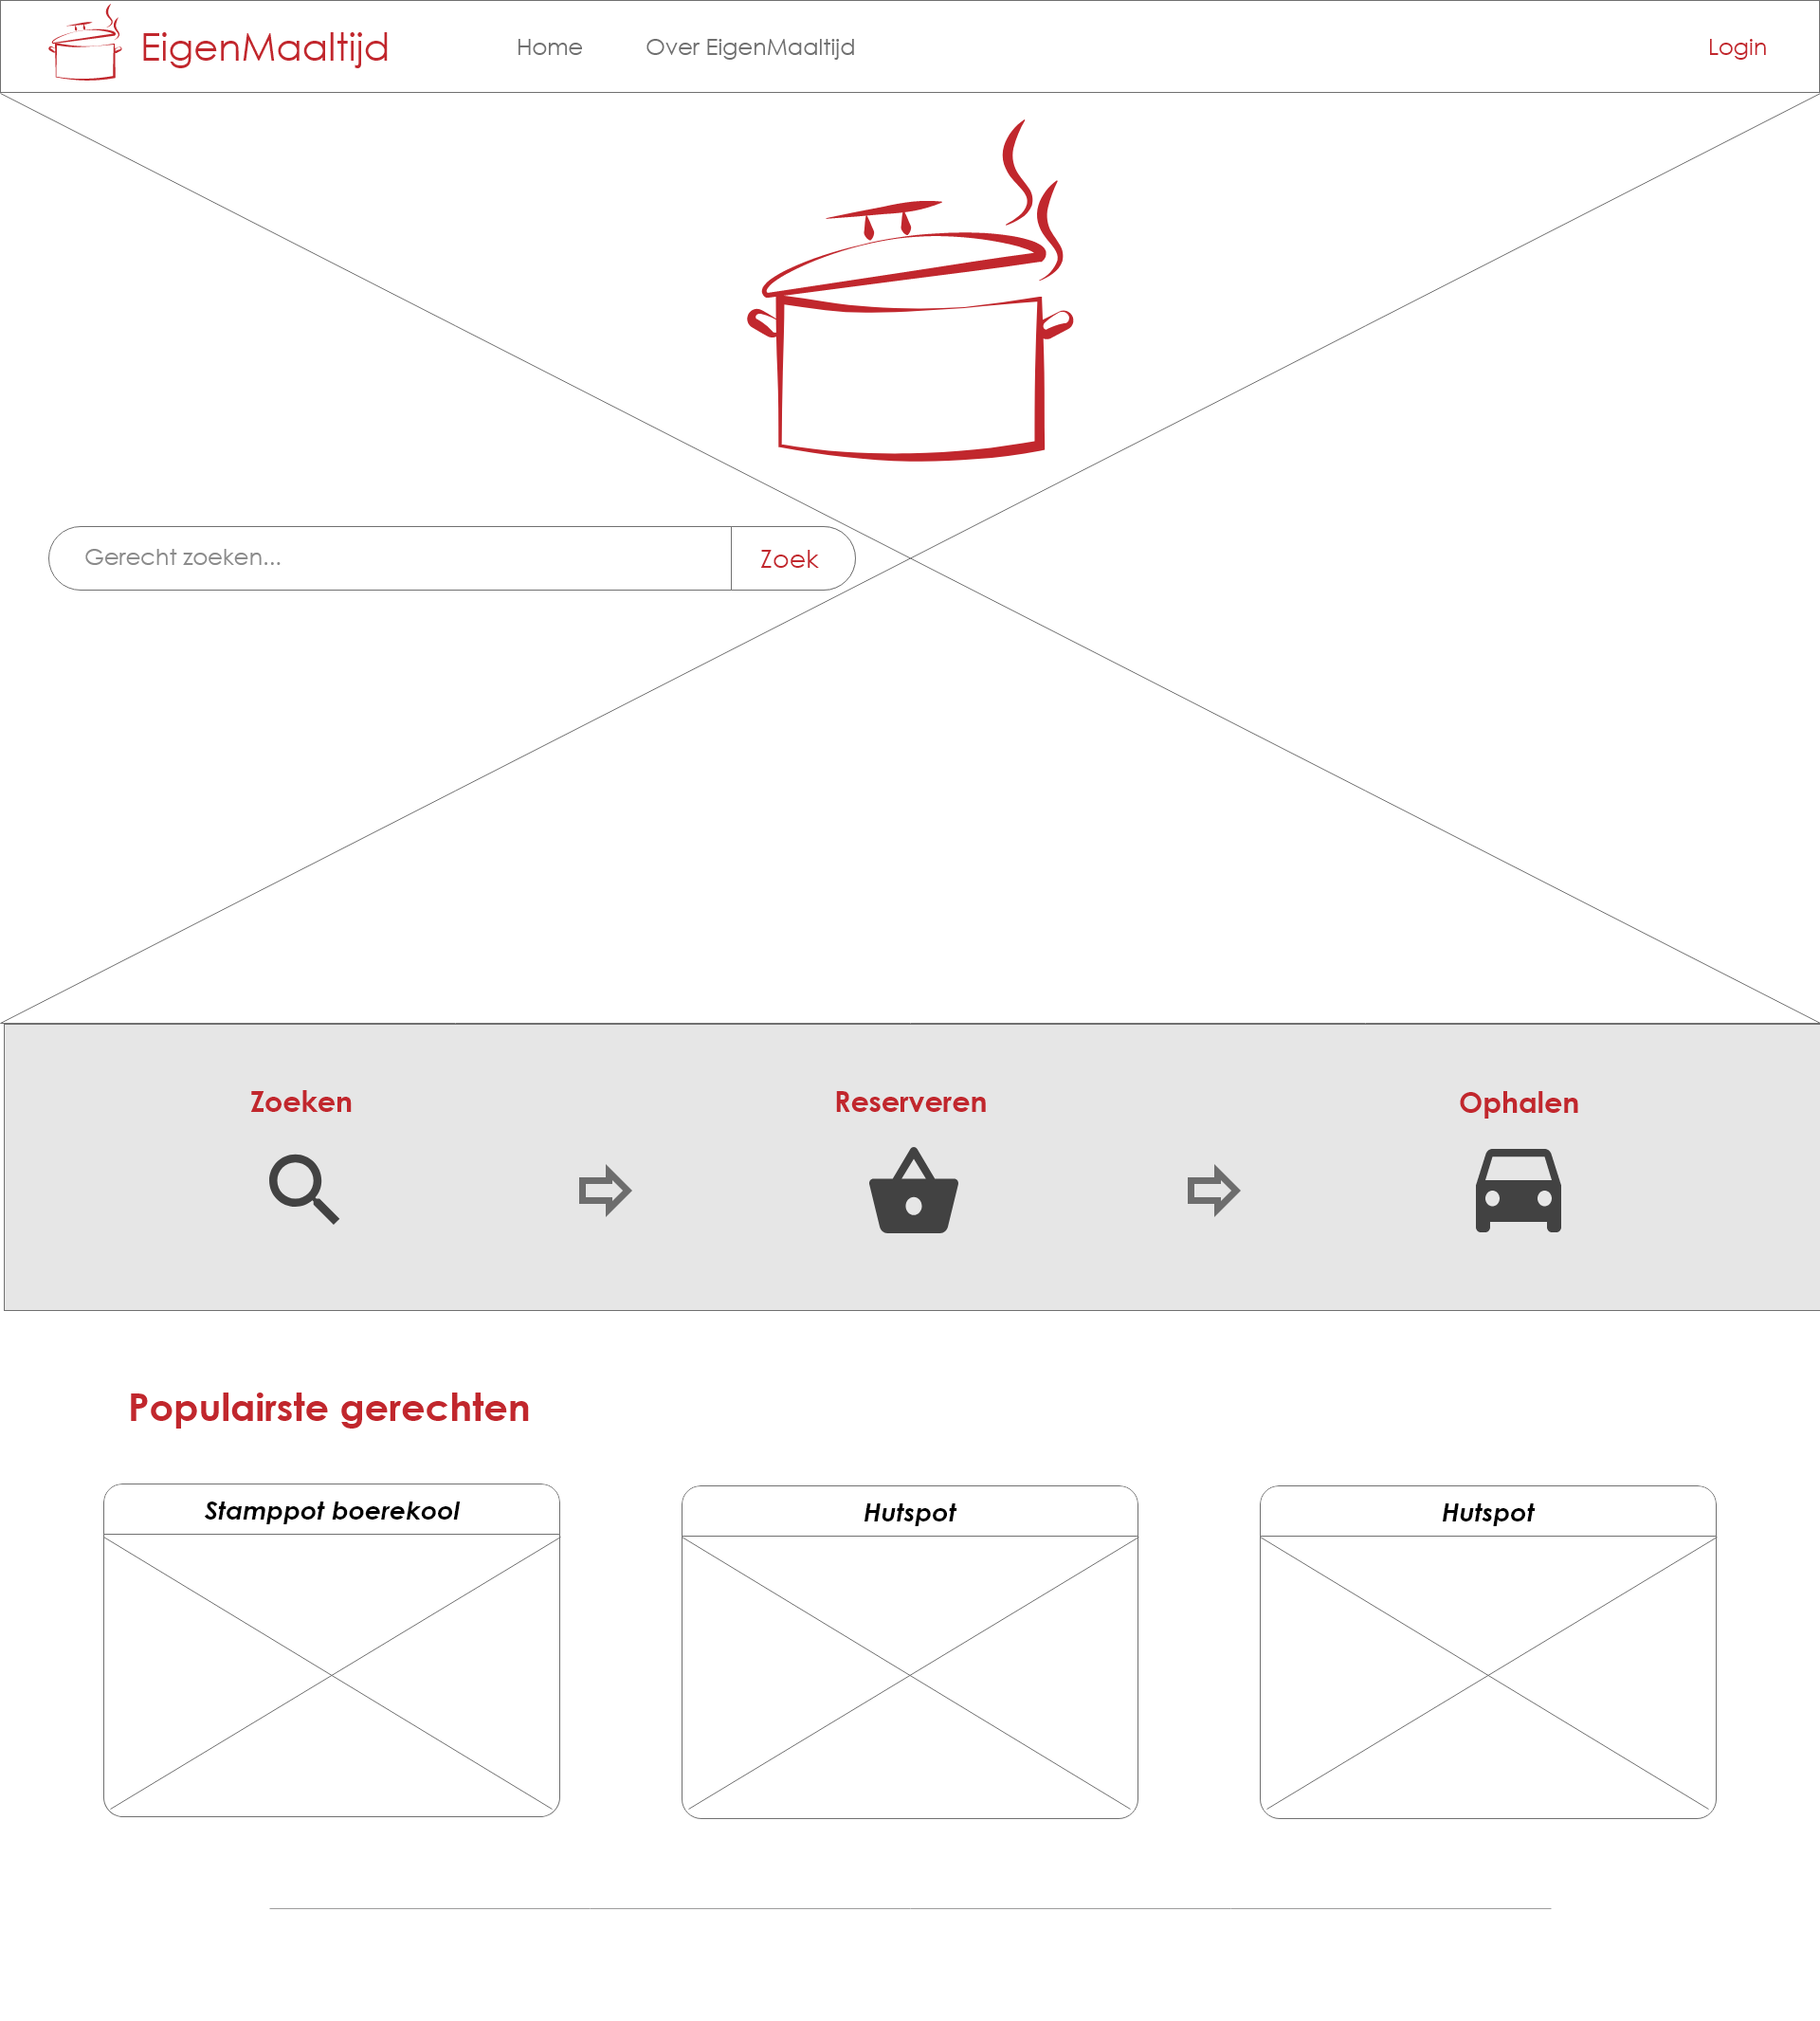 EigenMaaltijd
Home
Over EigenMaaltijd
Login
Gerecht zoeken...
Zoek
Zoeken
Reserveren
Ophalen
Populairste gerechten
Stamppot boerekool
Hutspot
Hutspot